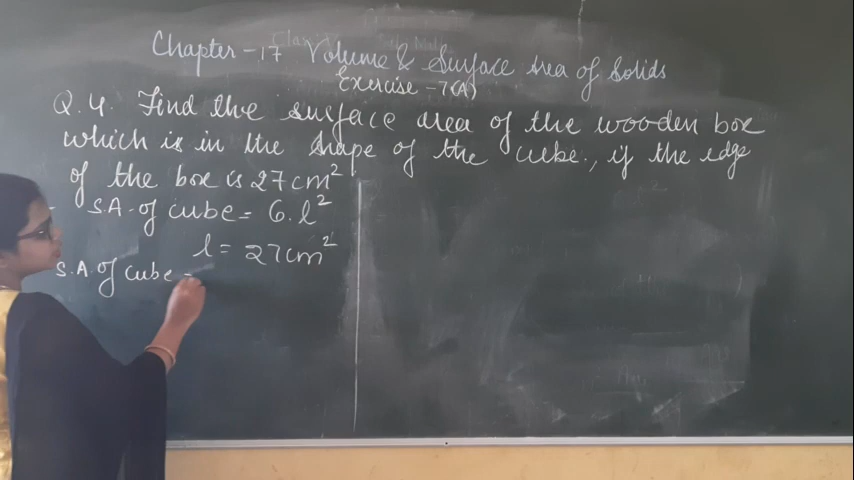 Chapter - 17 Volume & Surface Area of Solids
Exercise - 7(A)
Q.4. Find the surface area of the wooden box
which is in the shape of the cube., if the edge
of the box is 27cm²
S.A. of cube = 6.l²
l = 27cm²
S.A. of cube =